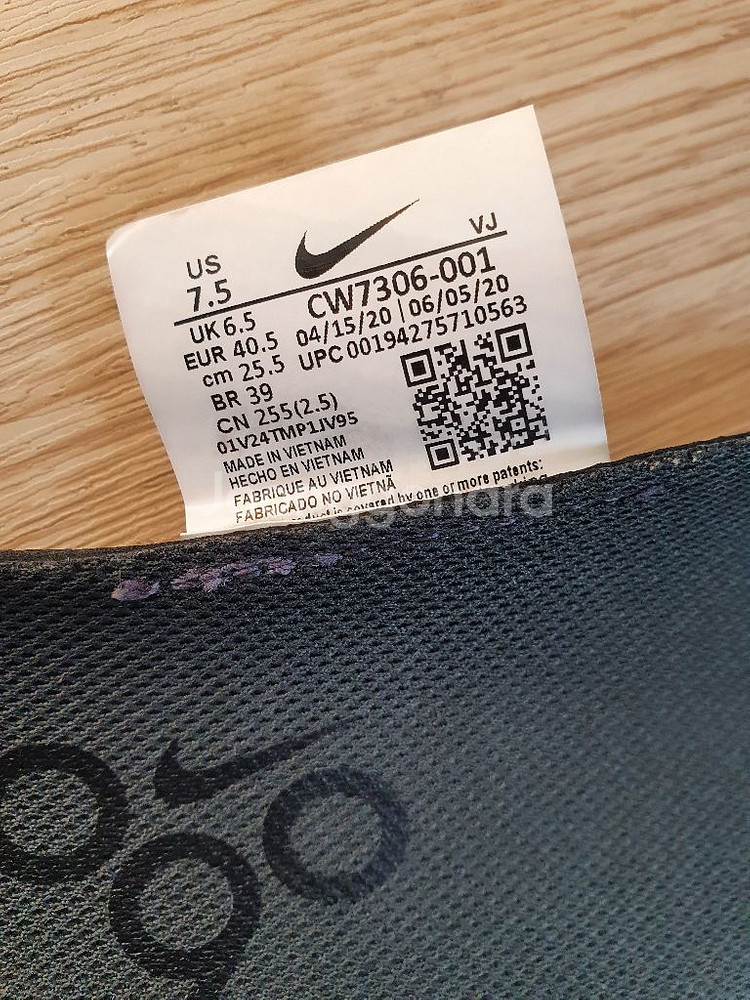 US
7.5
VJ
UK 6.5
EUR 40.5
cm 25.5
BR 39
CN 255(2.5)
CW7306-001
04/15/20 | 06/05/20
UPC 00194275710563
01V24TMP1JV95
MADE IN VIETNAM
HECHO EN VIETNAM
FABRIQUE AU VIETNAM
FABRICADO NO VIETNÃ
is covered by one or more patents: